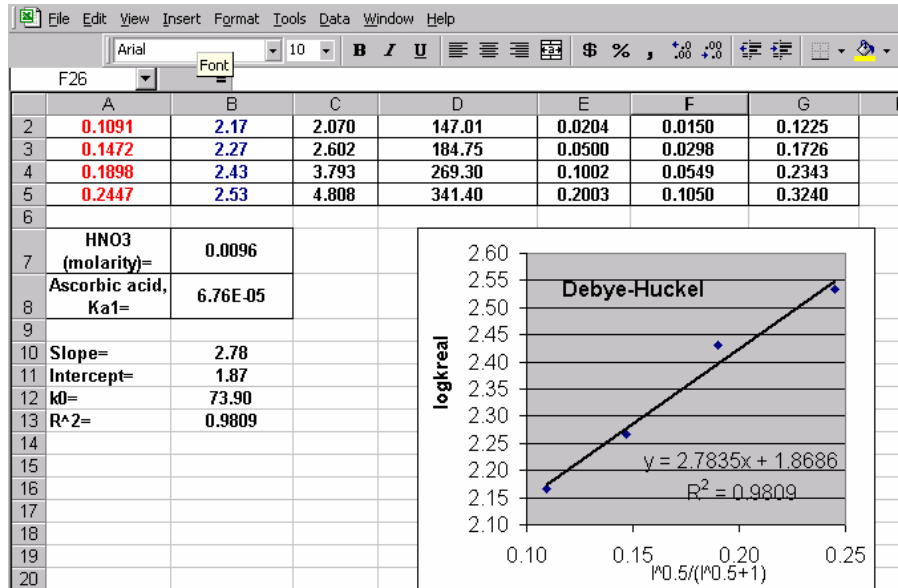 File Edit View Insert Format Tools Data Window Help
Arial 10 B I U $ % , .00 .00
Font
F26 =
A B C D E F G
2 0.1091 2.17 2.070 147.01 0.0204 0.0150 0.1225
3 0.1472 2.27 2.602 184.75 0.0500 0.0298 0.1726
4 0.1898 2.43 3.793 269.30 0.1002 0.0549 0.2343
5 0.2447 2.53 4.808 341.40 0.2003 0.1050 0.3240
6
HNO3
7 (molarity)= 0.0096
Ascorbic acid,
8 Ka1= 6.76E-05
9
10 Slope= 2.78
11 Intercept= 1.87
12 k0= 73.90
13 R^2= 0.9809
14
15
16
17
18
19
20
Debye-Huckel
logkreal
2.60
2.55
2.50
2.45
2.40
2.35
2.30
2.25
2.20
2.15
2.10
y = 2.7835x + 1.8686
R² = 0.9809
0.10 0.15 0.20 0.25
I^0.5/(I^0.5+1)